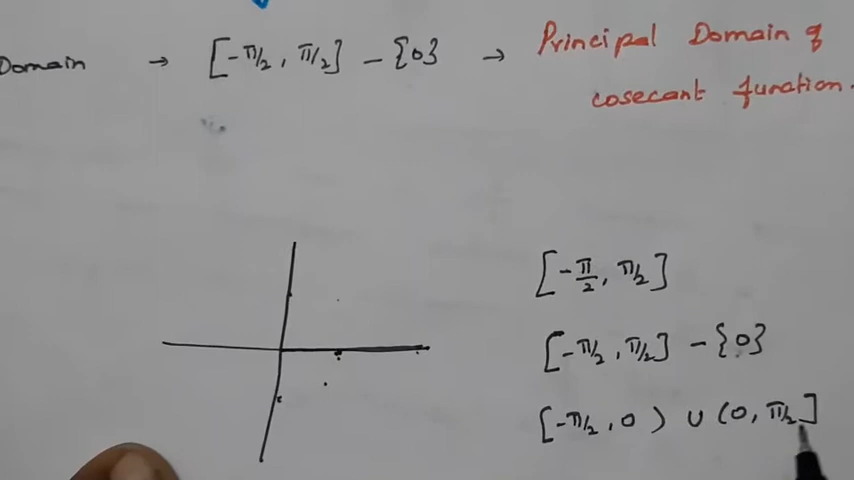 Domain → [-π/2, π/2] - {0} → Principal Domain of
cosecant function.
[-π/2, π/2]
[-π/2, π/2] - {0}
[-π/2, 0) ∪ (0, π/2]